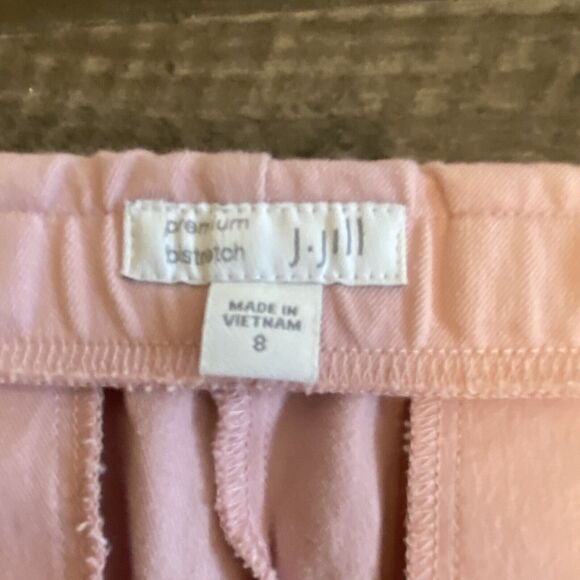 premium
bistretch
J.Jill
MADE IN
VIETNAM
8